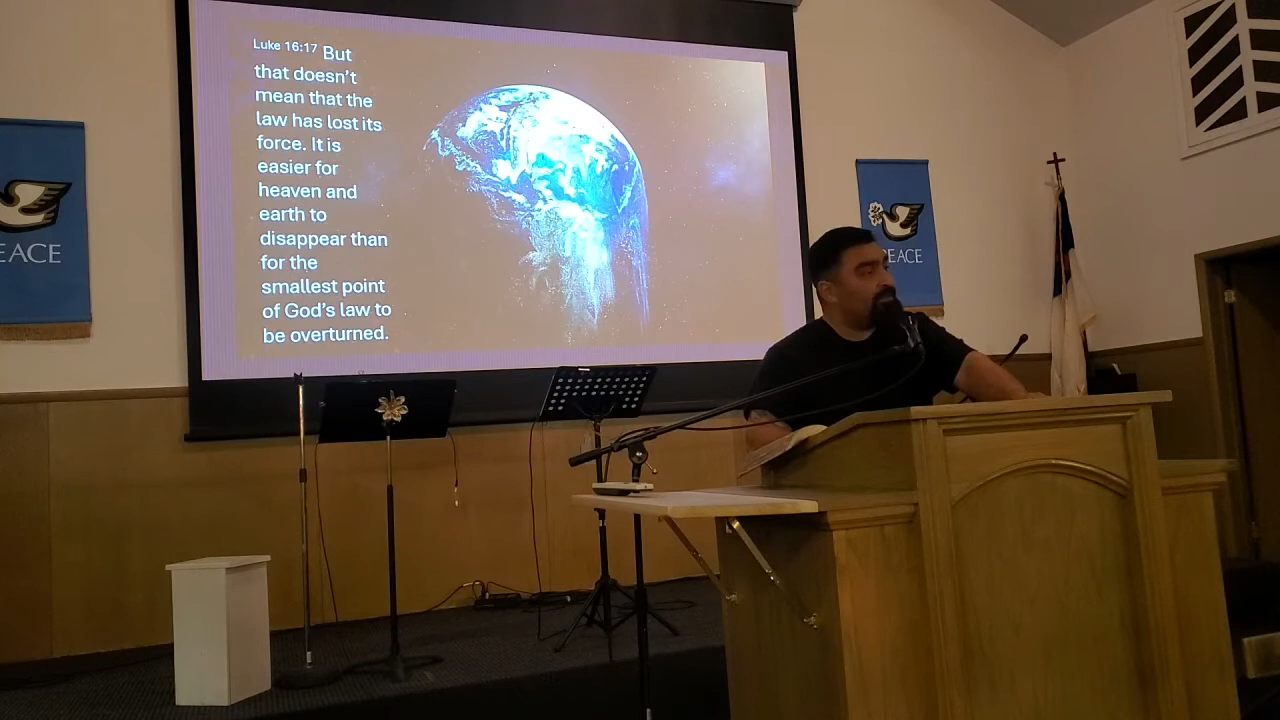 Luke 16:17 But
that doesn't
mean that the
law has lost its
force. It is
easier for
heaven and
earth to
disappear than
for the
smallest point
of God's law to
be overturned.
EACE
EACE